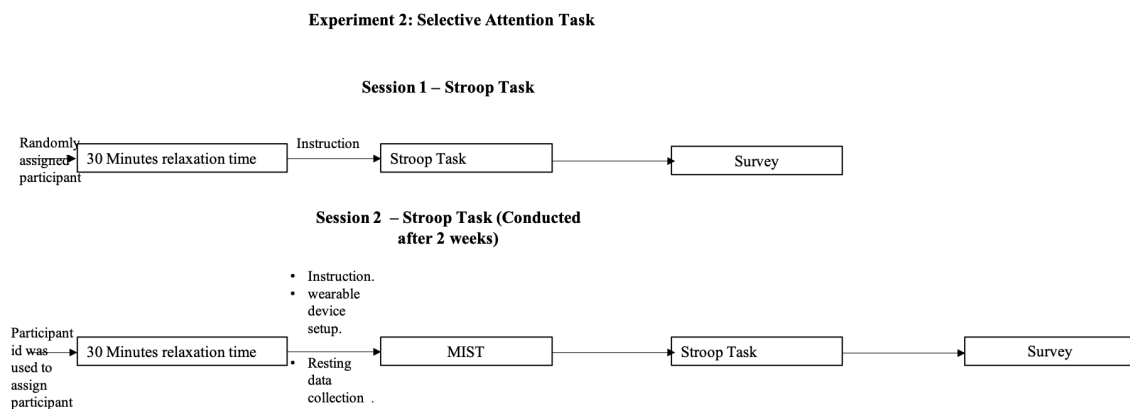 Experiment 2: Selective Attention Task
Session 1 – Stroop Task
Randomly
assigned
participant
30 Minutes relaxation time
Instruction
Stroop Task
Survey
Session 2 – Stroop Task (Conducted
after 2 weeks)
Participant
id was
used to
assign
participant
30 Minutes relaxation time
• Instruction.
• wearable
device
setup.
• Resting
data
collection .
MIST
Stroop Task
Survey